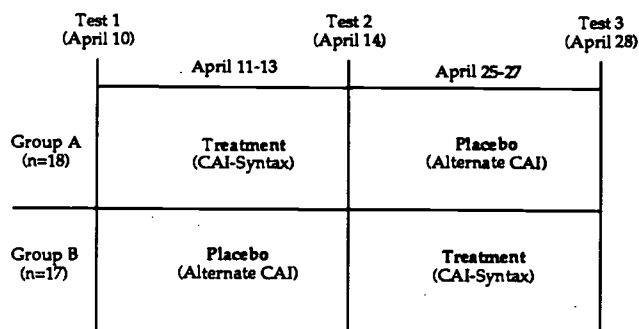 Test 1
(April 10)
Test 2
(April 14)
Test 3
(April 28)
April 11-13
April 25-27
Group A
(n=18)
Treatment
(CAI-Syntax)
Placebo
(Alternate CAI)
Group B
(n=17)
Placebo
(Alternate CAI)
Treatment
(CAI-Syntax)